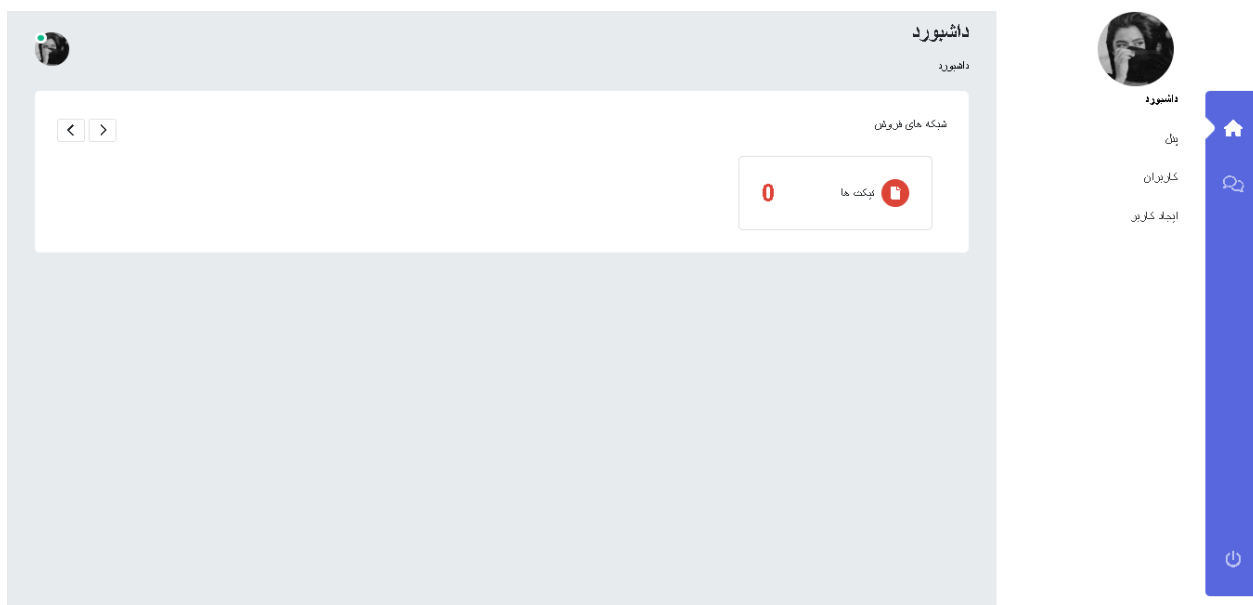 داشبورد
داشبورد
شبکه های فروش
تیکت ها
0
داشبورد
پنل
کاربران
ایجاد کاربر